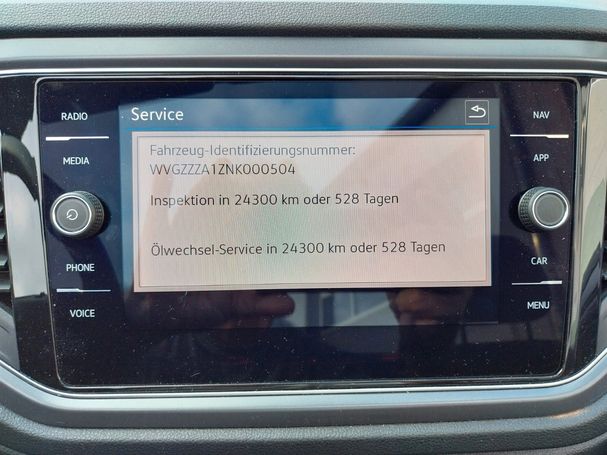 Service
RADIO
MEDIA
PHONE
VOICE
Fahrzeug-Identifizierungsnummer:
WVGZZZA1ZNK000504
Inspektion in 24300 km oder 528 Tagen
Ölwechsel-Service in 24300 km oder 528 Tagen
NAV
APP
CAR
MENU